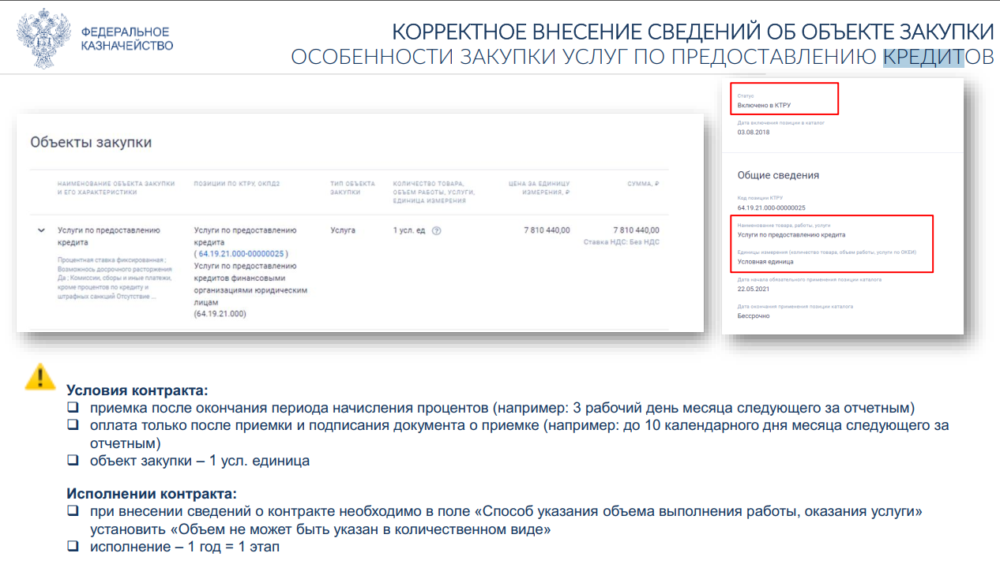 ФЕДЕРАЛЬНОЕ
КАЗНАЧЕЙСТВО
КОРРЕКТНОЕ ВНЕСЕНИЕ СВЕДЕНИЙ ОБ ОБЪЕКТЕ ЗАКУПКИ
ОСОБЕННОСТИ ЗАКУПКИ УСЛУГ ПО ПРЕДОСТАВЛЕНИЮ КРЕДИТОВ
Объекты закупки
НАИМЕНОВАНИЕ ОБЪЕКТА ЗАКУПКИ
И ЕГО ХАРАКТЕРИСТИКИ
ПОЗИЦИИ ПО КТРУ, ОКПД2
ТИП ОБЪЕКТА
ЗАКУПКИ
КОЛИЧЕСТВО ТОВАРА,
ОБЪЕМ РАБОТЫ, УСЛУГИ,
ЕДИНИЦА ИЗМЕРЕНИЯ
ЦЕНА ЗА ЕДИНИЦУ
ИЗМЕРЕНИЯ, ₽
СУММА, ₽
Услуги по предоставлению
кредита
Процентная ставка фиксированная ;
Возможнось досрочного расторжения
Да ; Комиссии, сборы и иные платежи,
кроме процентов по кредиту и
штрафных санкций Отсутствие ...
Услуги по предоставлению
кредита
( 64.19.21.000-00000025 )
Услуги по предоставлению
кредитов финансовыми
организациями юридическим
лицам
(64.19.21.000)
Услуга
1 усл. ед ?
7 810 440,00
7 810 440,00
Ставка НДС: Без НДС
Статус
Включено в КТРУ
Дата включения позиции в каталог
03.08.2018
Общие сведения
Код позиции КТРУ
64.19.21.000-00000025
Наименование товара, работы, услуги
Услуги по предоставлению кредита
Единицы измерения (количество товара, объем работы, услуги по ОКЕИ)
Условная единица
Дата начала обязательного применения позиции каталога
22.05.2021
Дата окончания применения позиции каталога
Бессрочно
Условия контракта:
приемка после окончания периода начисления процентов (например: 3 рабочий день месяца следующего за отчетным)
оплата только после приемки и подписания документа о приемке (например: до 10 календарного дня месяца следующего за
отчетным)
объект закупки – 1 усл. единица
Исполнении контракта:
при внесении сведений о контракте необходимо в поле «Способ указания объема выполнения работы, оказания услуги»
установить «Объем не может быть указан в количественном виде»
исполнение – 1 год = 1 этап